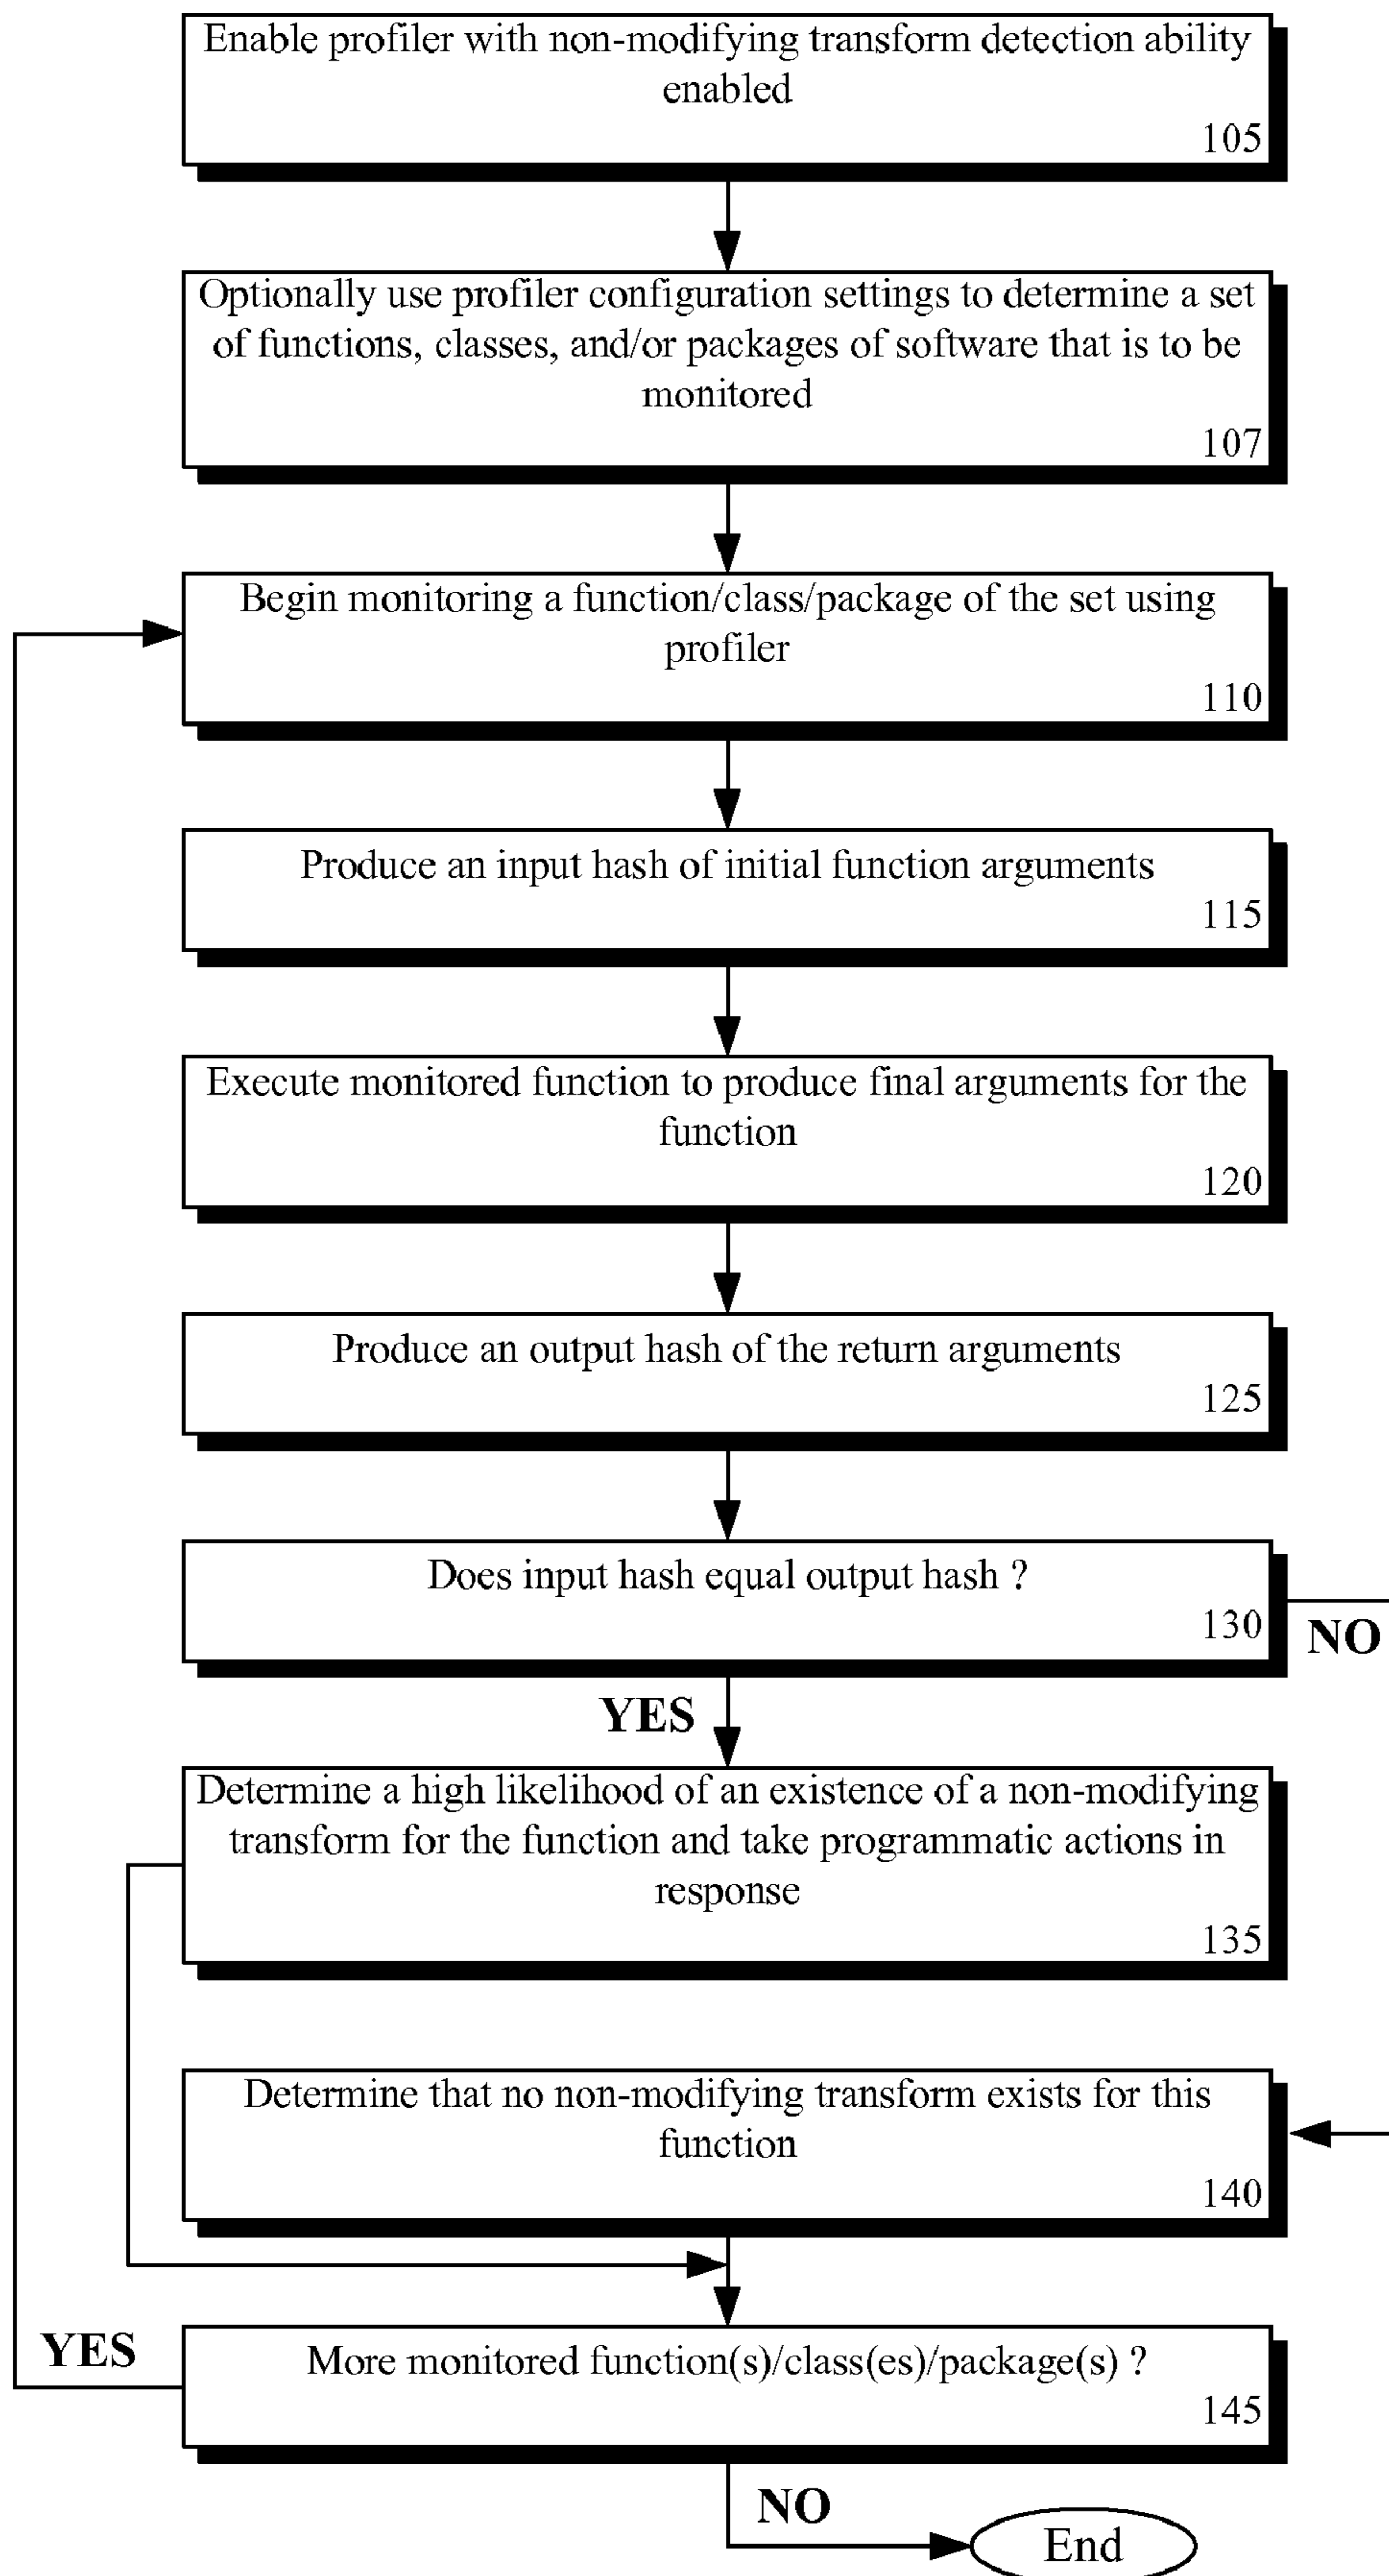 Enable profiler with non-modifying transform detection ability
enabled
105
Optionally use profiler configuration settings to determine a set
of functions, classes, and/or packages of software that is to be
monitored
107
Begin monitoring a function/class/package of the set using
profiler
110
Produce an input hash of initial function arguments
115
Execute monitored function to produce final arguments for the
function
120
Produce an output hash of the return arguments
125
Does input hash equal output hash ?
130
NO
YES
Determine a high likelihood of an existence of a non-modifying
transform for the function and take programmatic actions in
response
135
Determine that no non-modifying transform exists for this
function
140
YES
More monitored function(s)/class(es)/package(s) ?
145
NO
End